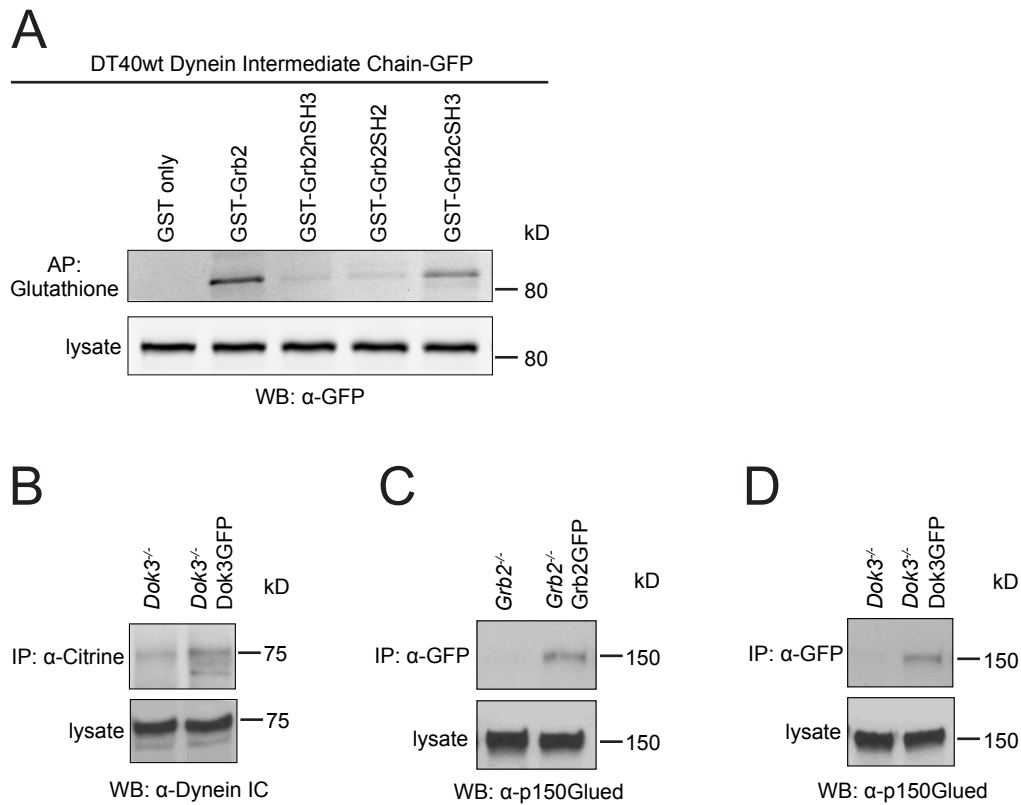 A
DT40wt Dynein Intermediate Chain-GFP
GST only
GST-Grb2
GST-Grb2nSH3
GST-Grb2SH2
GST-Grb2cSH3
kD
AP:
Glutathione
80
lysate
80
WB: α-GFP
B
Dok3-/-
Dok3-/-
Dok3GFP
kD
IP: α-Citrine
75
lysate
75
WB: α-Dynein IC
C
Grb2-/-
Grb2-/-
Grb2GFP
kD
IP: α-GFP
150
lysate
150
WB: α-p150Glued
D
Dok3-/-
Dok3-/-
Dok3GFP
kD
IP: α-GFP
150
lysate
150
WB: α-p150Glued